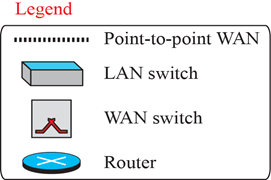 Legend
Point-to-point WAN
LAN switch
WAN switch
Router